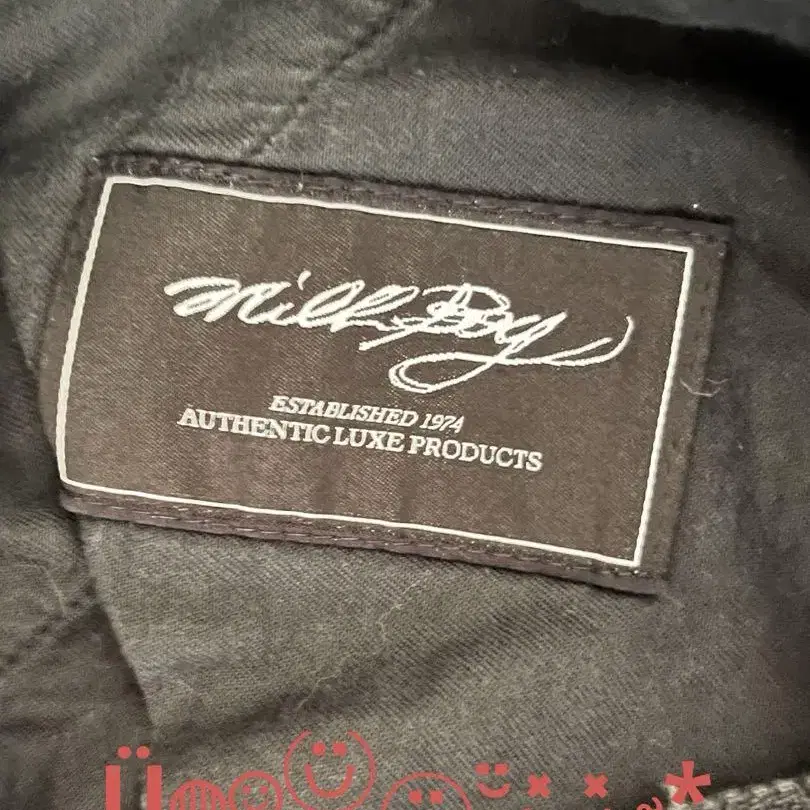 Milk Boy
ESTABLISHED 1974
AUTHENTIC LUXE PRODUCTS